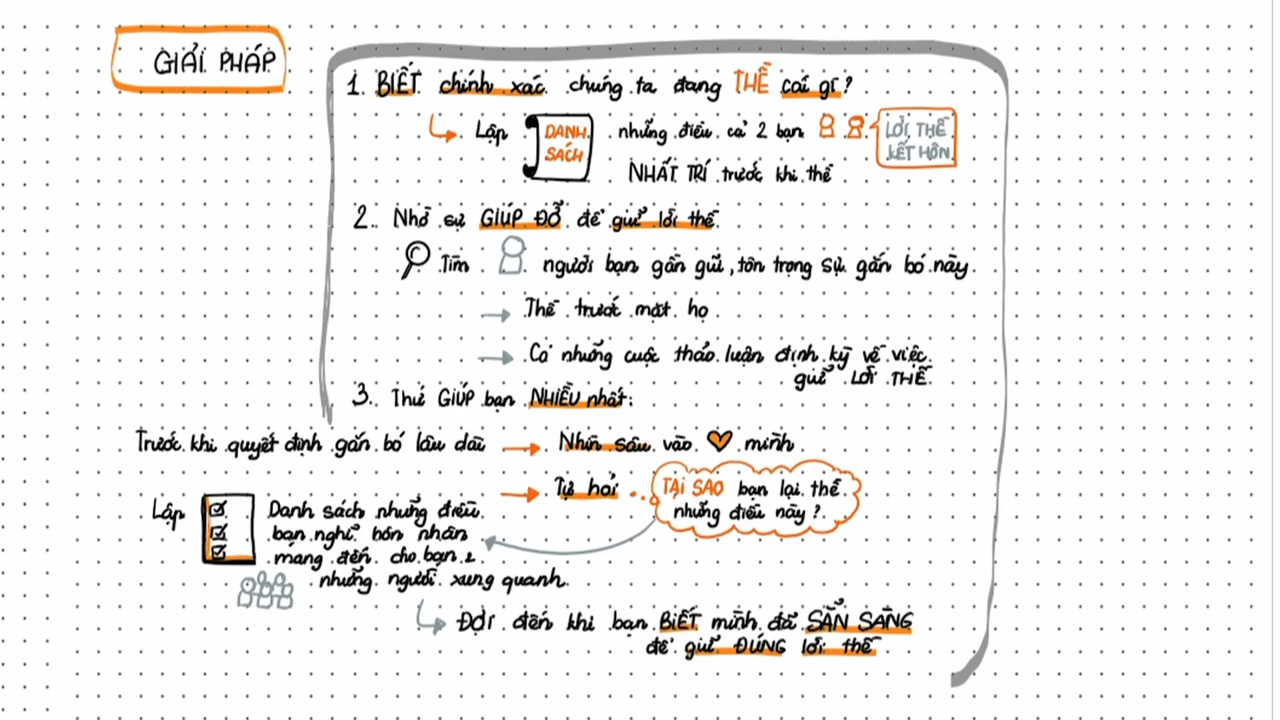 GIẢI PHÁP
1. BIẾT chính xác chúng ta đang THỀ cái gì?
Lập DANH SÁCH những điều cả 2 bạn
LỜI THỀ KẾT HÔN
NHẤT TRÍ trước khi thề
2. Nhờ sự GIÚP ĐỠ để giữ lời thề
Tìm người bạn gần gũi, tôn trọng sự gắn bó này.
Thề trước mặt họ
Có những cuộc thảo luận định kỳ về việc
giữ LỜI THỀ.
3. Thứ GIÚP bạn NHIỀU nhất:
Trước khi quyết định gắn bó lâu dài → Nhìn sâu vào minh
→ Tự hỏi ..
TẠI SAO bạn lại thề
những điều này?
Lập Danh sách những điều
bạn nghĩ hôn nhân
mang đến cho bạn &
những người xung quanh.
Đợi đến khi bạn BIẾT mình đã SẴN SÀNG
để giữ ĐÚNG lời thề